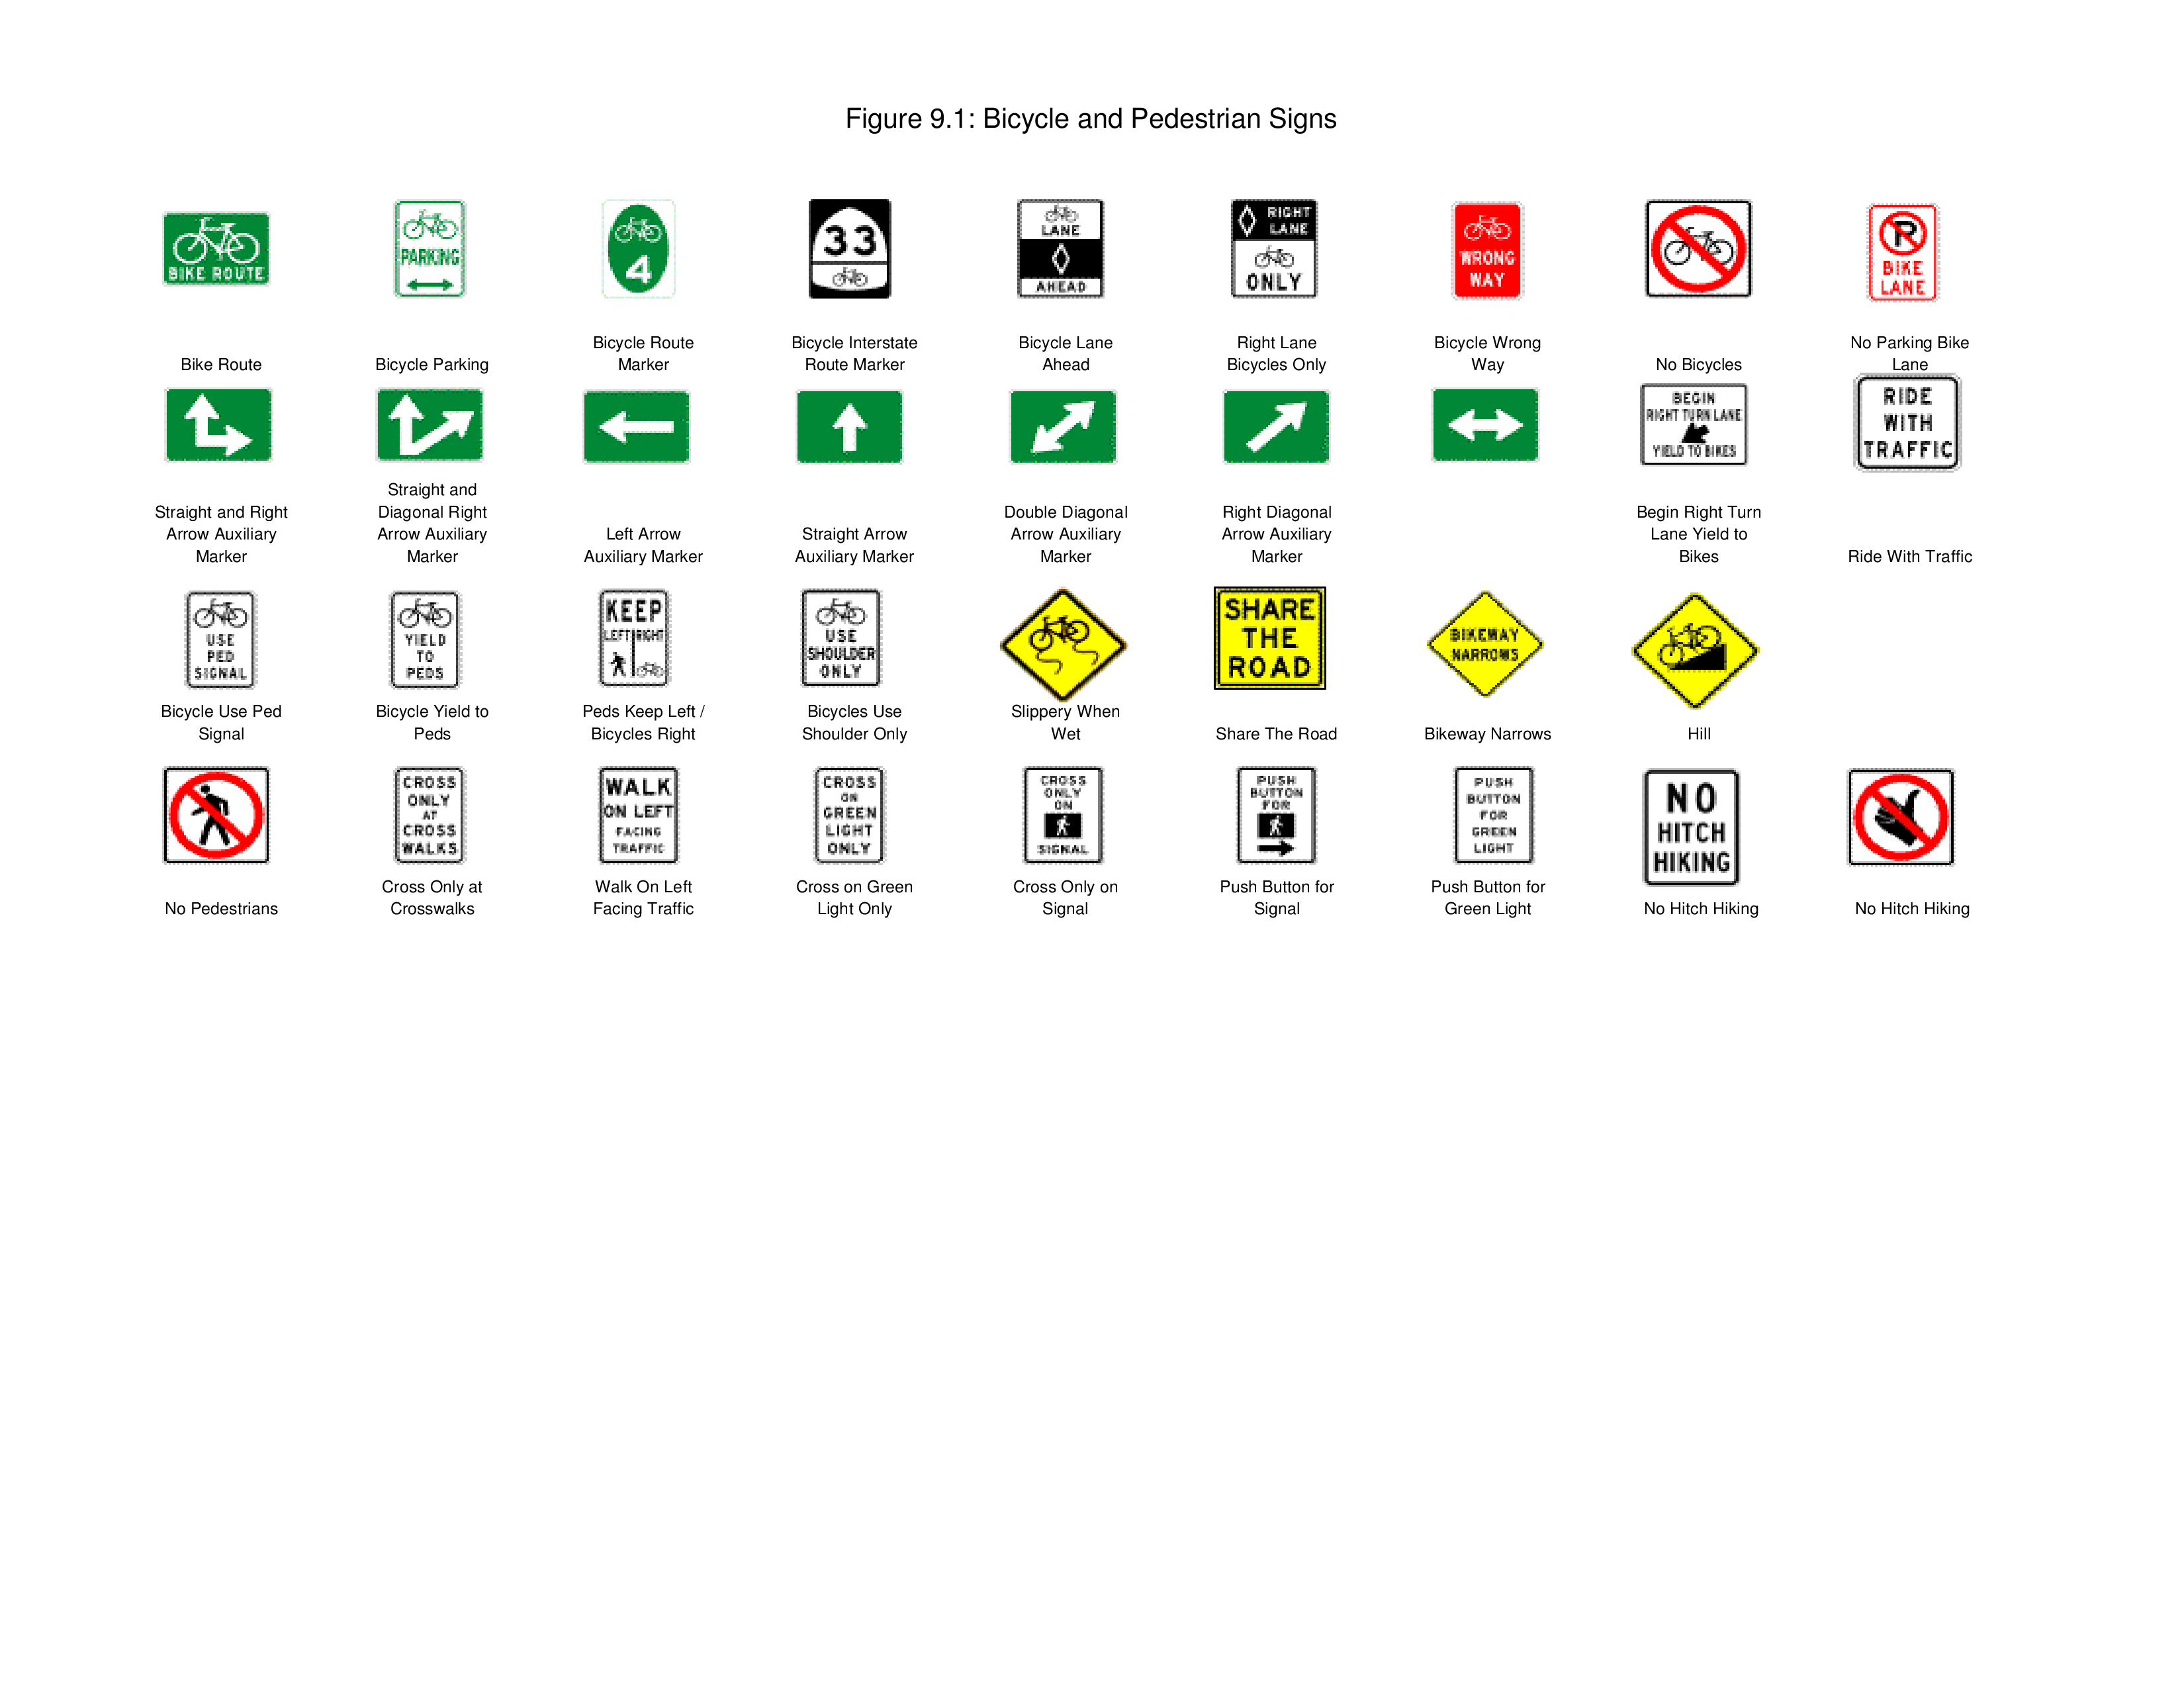 Figure 9.1: Bicycle and Pedestrian Signs
BIKE ROUTE
PARKING
4
33
LANE
AHEAD
RIGHT
LANE
ONLY
WRONG
WAY
P
BIKE
LANE
Bike Route
Bicycle Parking
Bicycle Route
Marker
Bicycle Interstate
Route Marker
Bicycle Lane
Ahead
Right Lane
Bicycles Only
Bicycle Wrong
Way
No Bicycles
No Parking Bike
Lane
BEGIN
RIGHT TURN LANE
YIELD TO BIKES
RIDE
WITH
TRAFFIC
Straight and Right
Arrow Auxiliary
Marker
Straight and
Diagonal Right
Arrow Auxiliary
Marker
Left Arrow
Auxiliary Marker
Straight Arrow
Auxiliary Marker
Double Diagonal
Arrow Auxiliary
Marker
Right Diagonal
Arrow Auxiliary
Marker
Begin Right Turn
Lane Yield to
Bikes
Ride With Traffic
USE
PED
SIGNAL
YIELD
TO
PEDS
KEEP
LEFT RIGHT
USE
SHOULDER
ONLY
SHARE
THE
ROAD
BIKEWAY
NARROWS
Bicycle Use Ped
Signal
Bicycle Yield to
Peds
Peds Keep Left /
Bicycles Right
Bicycles Use
Shoulder Only
Slippery When
Wet
Share The Road
Bikeway Narrows
Hill
CROSS
ONLY
AT
CROSS
WALKS
WALK
ON LEFT
FACING
TRAFFIC
CROSS
ON
GREEN
LIGHT
ONLY
CROSS
ONLY
ON
SIGNAL
PUSH
BUTTON
FOR
PUSH
BUTTON
FOR
GREEN
LIGHT
NO
HITCH
HIKING
No Pedestrians
Cross Only at
Crosswalks
Walk On Left
Facing Traffic
Cross on Green
Light Only
Cross Only on
Signal
Push Button for
Signal
Push Button for
Green Light
No Hitch Hiking
No Hitch Hiking